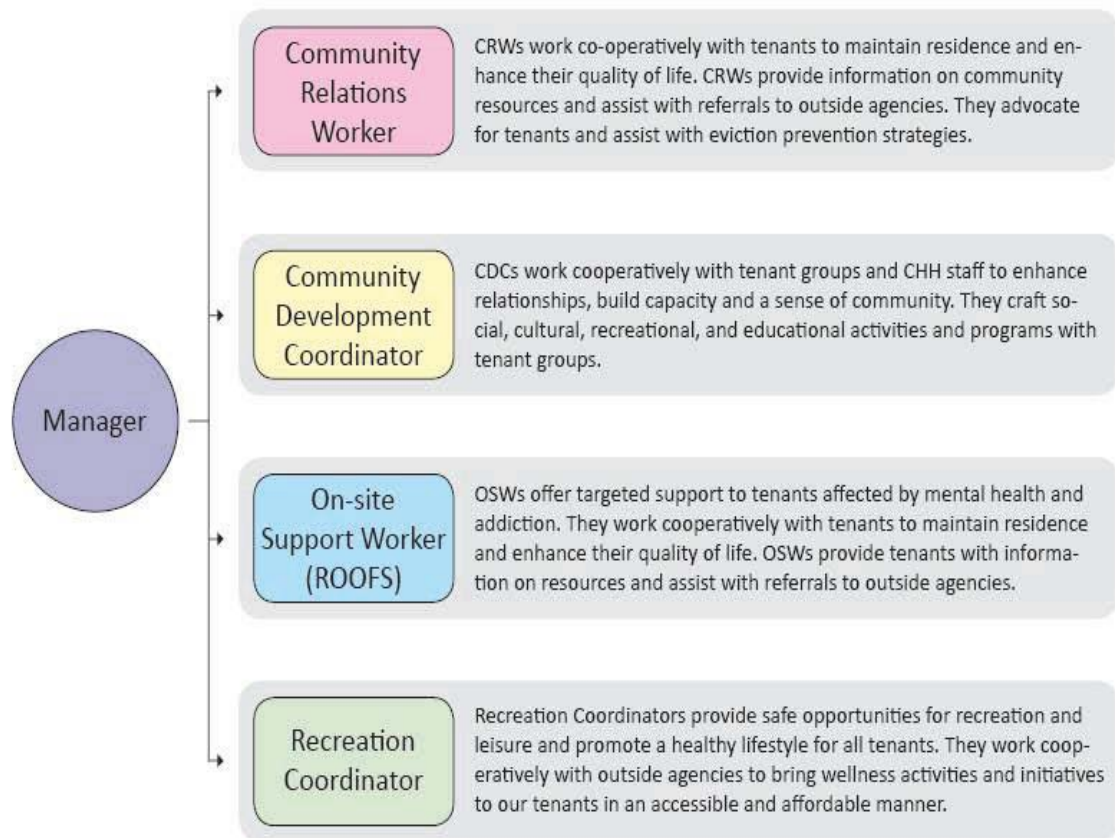 Manager
Community
Relations
Worker
CRWs work co-operatively with tenants to maintain residence and en-
hance their quality of life. CRWs provide information on community
resources and assist with referrals to outside agencies. They advocate
for tenants and assist with eviction prevention strategies.
Community
Development
Coordinator
CDCs work cooperatively with tenant groups and CHH staff to enhance
relationships, build capacity and a sense of community. They craft so-
cial, cultural, recreational, and educational activities and programs with
tenant groups.
On-site
Support Worker
(ROOFS)
OSWs offer targeted support to tenants affected by mental health and
addiction. They work cooperatively with tenants to maintain residence
and enhance their quality of life. OSWs provide tenants with informa-
tion on resources and assist with referrals to outside agencies.
Recreation
Coordinator
Recreation Coordinators provide safe opportunities for recreation and
leisure and promote a healthy lifestyle for all tenants. They work coop-
eratively with outside agencies to bring wellness activities and initiatives
to our tenants in an accessible and affordable manner.